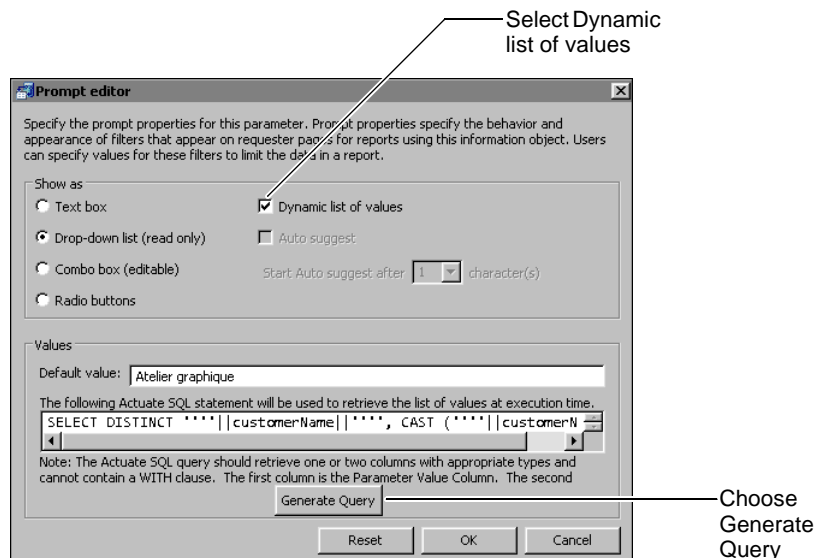 Select Dynamic
list of values
Prompt editor
Specify the prompt properties for this parameter. Prompt properties specify the behavior and
appearance of filters that appear on requester pages for reports using this information object. Users
can specify values for these filters to limit the data in a report.
Show as
Text box
Dynamic list of values
Drop-down list (read only)
Auto suggest
Combo box (editable)
Start Auto suggest after 1 character(s)
Radio buttons
Values
Default value: Atelier graphique
The following Actuate SQL statement will be used to retrieve the list of values at execution time.
SELECT DISTINCT ''''||customerName||'''', CAST (''''||customerN
Note: The Actuate SQL query should retrieve one or two columns with appropriate types and
cannot contain a WITH clause. The first column is the Parameter Value Column. The second
Generate Query
Choose
Generate
Query
Reset OK Cancel